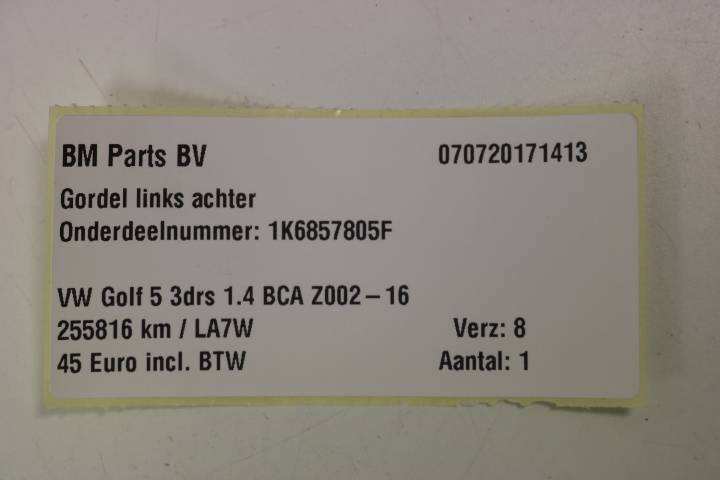 BM Parts BV 070720171413
Gordel links achter
Onderdeelnummer: 1K6857805F
VW Golf 5 3drs 1.4 BCA Z002-16
255816 km / LA7W Verz: 8
45 Euro incl. BTW Aantal: 1